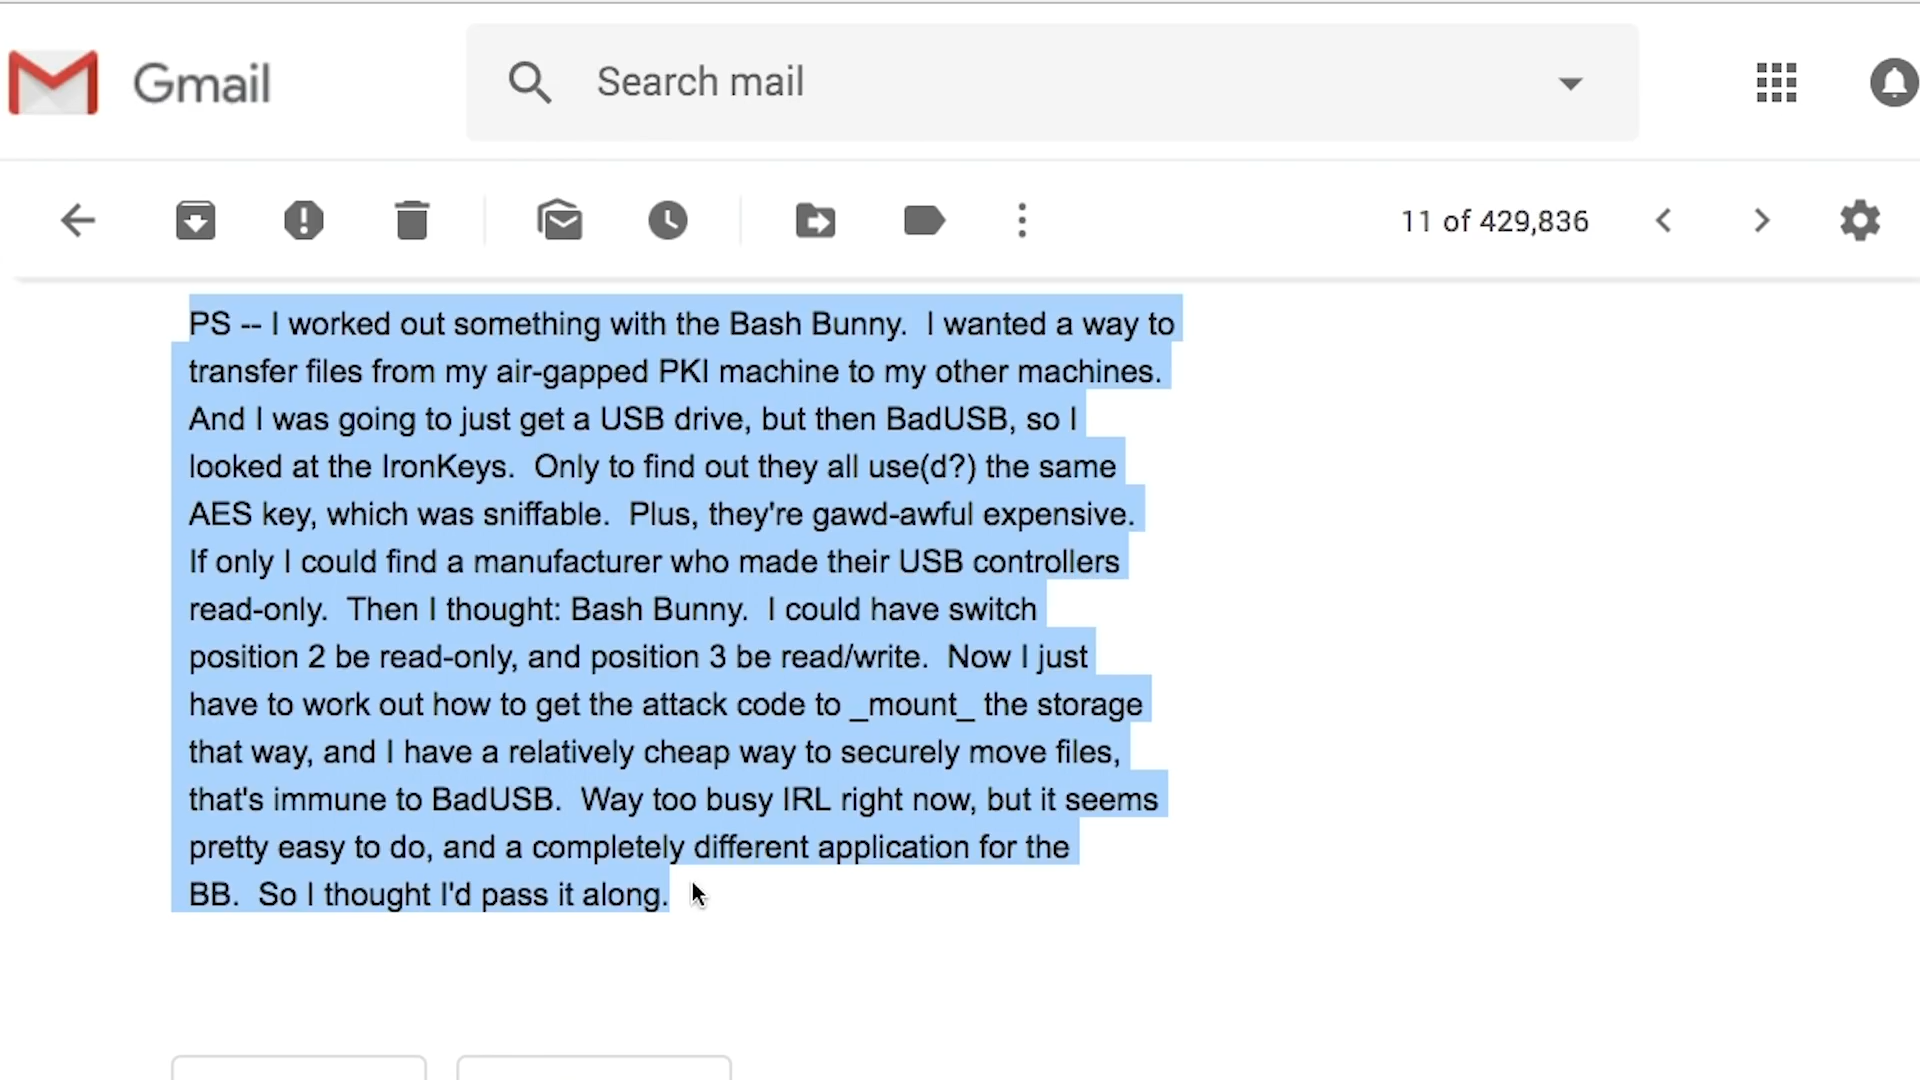 Gmail
Search mail
11 of 429,836
PS -- I worked out something with the Bash Bunny.  I wanted a way to
transfer files from my air-gapped PKI machine to my other machines.
And I was going to just get a USB drive, but then BadUSB, so I
looked at the IronKeys.  Only to find out they all use(d?) the same
AES key, which was sniffable.  Plus, they're gawd-awful expensive.
If only I could find a manufacturer who made their USB controllers
read-only.  Then I thought: Bash Bunny.  I could have switch
position 2 be read-only, and position 3 be read/write.  Now I just
have to work out how to get the attack code to _mount_ the storage
that way, and I have a relatively cheap way to securely move files,
that's immune to BadUSB.  Way too busy IRL right now, but it seems
pretty easy to do, and a completely different application for the
BB.  So I thought I'd pass it along.